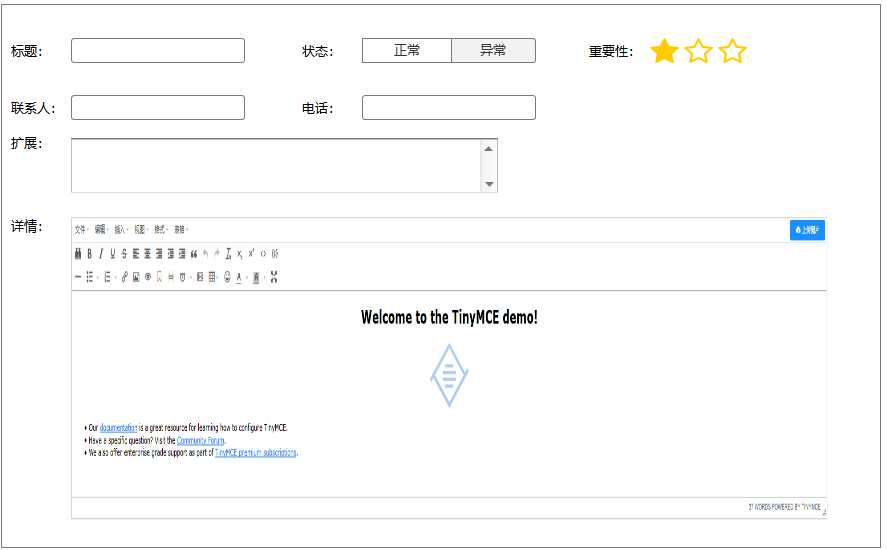 标题:
状态: 正常 异常
重要性:
联系人:
电话:
扩展:
详情:
文件 编辑 插入 视图 格式 表格
上传图片
Welcome to the TinyMCE demo!
• Our documentation is a great resource for learning how to configure TinyMCE.
• Have a specific question? Visit the Community Forum.
• We also offer enterprise grade support as part of TinyMCE premium subscriptions.
37 WORDS POWERED BY TINYMCE